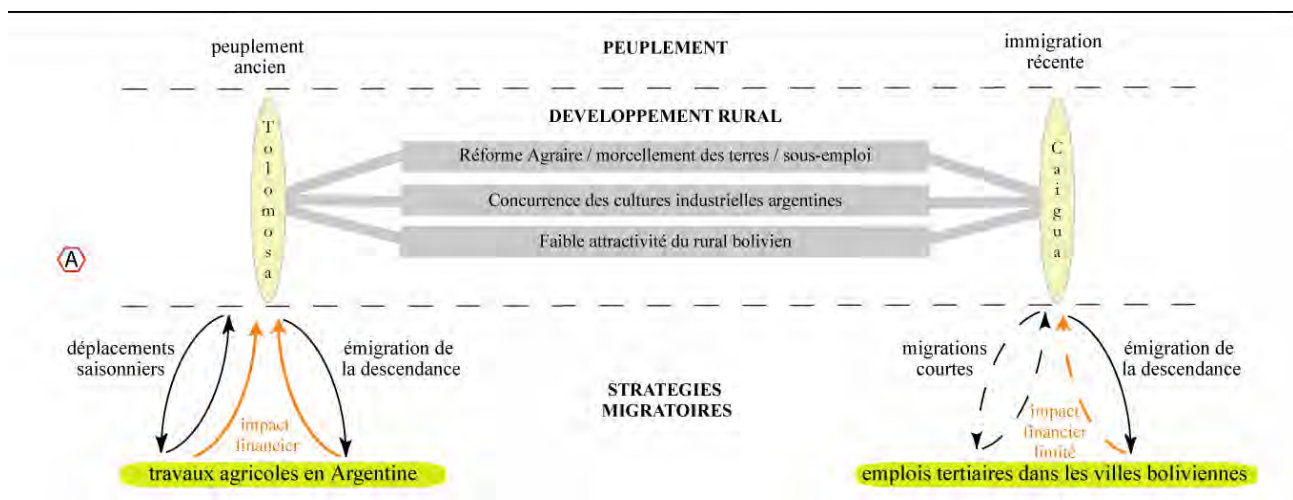 peuplement
ancien
PEUPLEMENT
immigration
récente
DEVELOPPEMENT RURAL
Tolomosa
Réforme Agraire / morcellement des terres / sous-emploi
Concurrence des cultures industrielles argentines
Faible attractivité du rural bolivien
Caigua
A
déplacements
saisonniers
émigration de
la descendance
impact
financier
travaux agricoles en Argentine
STRATEGIES
MIGRATOIRES
migrations
courtes
émigration de
la descendance
impact
financier
limité
emplois tertiaires dans les villes boliviennes